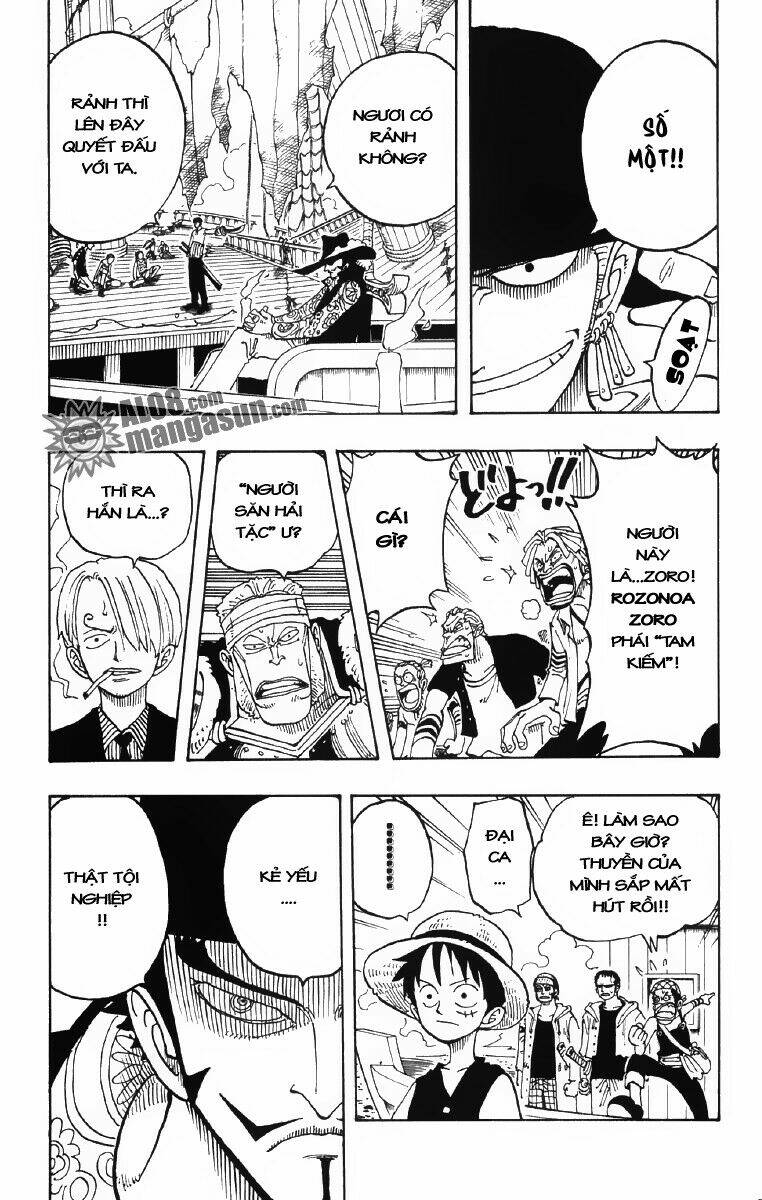 SỐ
MỘT!!
SOẠT
NGƯƠI CÓ
RẢNH
KHÔNG?
RẢNH THÌ
LÊN ĐÂY
QUYẾT ĐẤU
VỚI TA.
ALO8.com
mangasun.com
NGƯỜI
NÀY
LÀ...ZORO!
ROZONOA
ZORO
PHÁI "TAM
KIẾM"!
どよっ!!
CÁI
GÌ?
"NGƯỜI
SĂN HẢI
TẶC" Ư?
THÌ RA
HẮN LÀ...?
Ê! LÀM SAO
BÂY GIỜ?
THUYỀN CỦA
MÌNH SẮP MẤT
HÚT RỒI!!
ĐẠI
CA
...
.........
KẺ YẾU
....
THẬT TỘI
NGHIỆP
!!